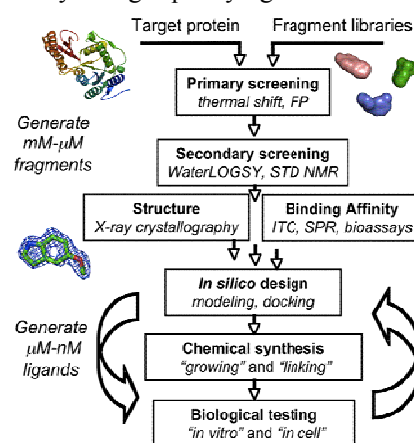 Target protein
Fragment libraries
Primary screening
thermal shift, FP
Generate
mM-μM
fragments
Secondary screening
WaterLOGSY, STD NMR
Structure
X-ray crystallography
Binding Affinity
ITC, SPR, bioassays
In silico design
modeling, docking
Generate
μM-nM
ligands
Chemical synthesis
"growing" and "linking"
Biological testing
"in vitro" and "in cell"